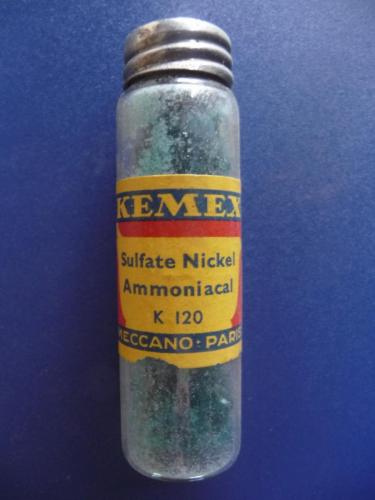 KEMEX
Sulfate Nickel
Ammoniacal
K 120
MECCANO - PARIS